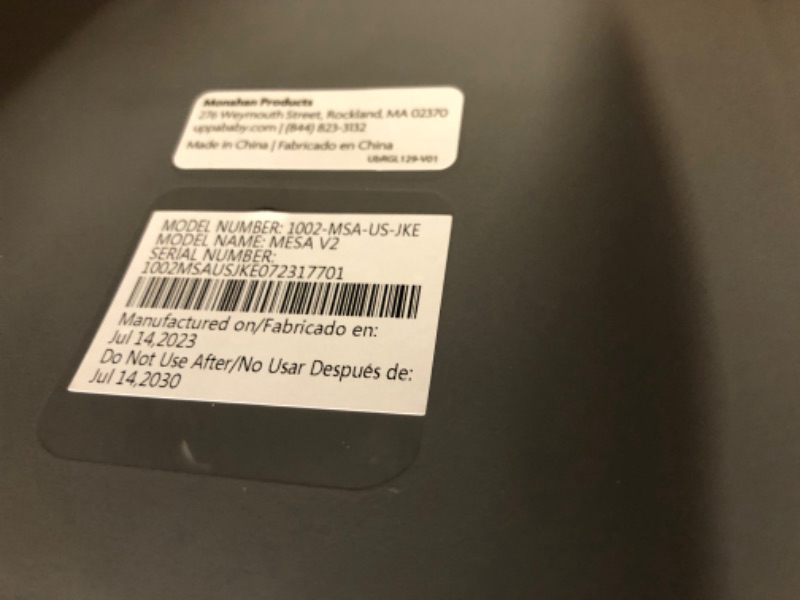 Monahan Products
276 Weymouth Street, Rockland, MA 02370
uppababy.com | (844) 823-3132
Made in China | Fabricado en China
UbRGL129-V01
MODEL NUMBER: 1002-MSA-US-JKE
MODEL NAME: MESA V2
SERIAL NUMBER:
1002MSAUSJKE072317701
Manufactured on/Fabricado en:
Jul 14,2023
Do Not Use After/No Usar Después de:
Jul 14,2030